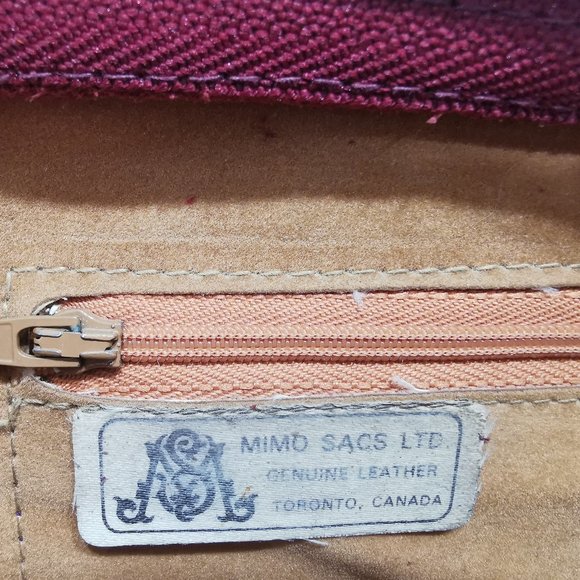 MIMO SACS LTD
GENUINE LEATHER
TORONTO, CANADA